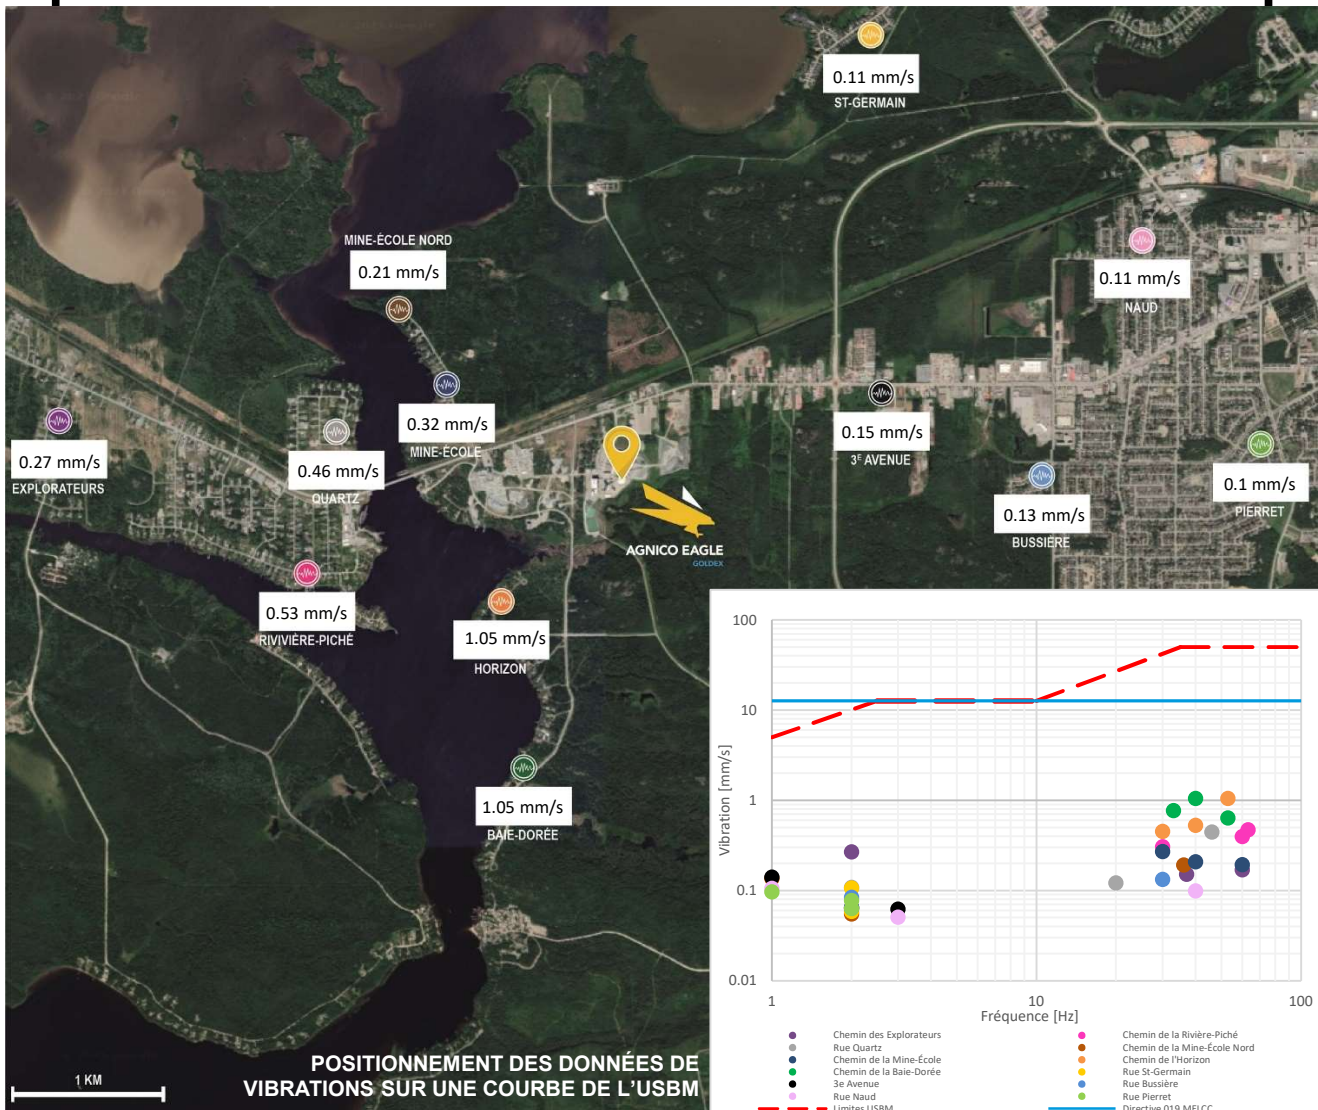 0.11 mm/s
ST-GERMAIN
MINE-ÉCOLE NORD
0.21 mm/s
0.11 mm/s
NAUD
0.32 mm/s
MINE-ÉCOLE
0.27 mm/s
EXPLORATEURS
0.46 mm/s
QUARTZ
0.15 mm/s
3E AVENUE
0.1 mm/s
PIERRET
0.13 mm/s
BUSSIÈRE
AGNICO EAGLE
GOLDEX
0.53 mm/s
RIVIVIÈRE-PICHÉ
1.05 mm/s
HORIZON
1.05 mm/s
BAIE-DORÉE
100
10
1
0.1
0.01
Vibration [mm/s]
1 10 100
Fréquence [Hz]
Chemin des Explorateurs Chemin de la Rivière-Piché
Rue Quartz Chemin de la Mine-École Nord
Chemin de la Mine-École Chemin de l'Horizon
Chemin de la Baie-Dorée Rue St-Germain
3e Avenue Rue Bussière
Rue Naud Rue Pierret
Limites USBM Directive 019 MELCC
POSITIONNEMENT DES DONNÉES DE
VIBRATIONS SUR UNE COURBE DE L'USBM
1 KM